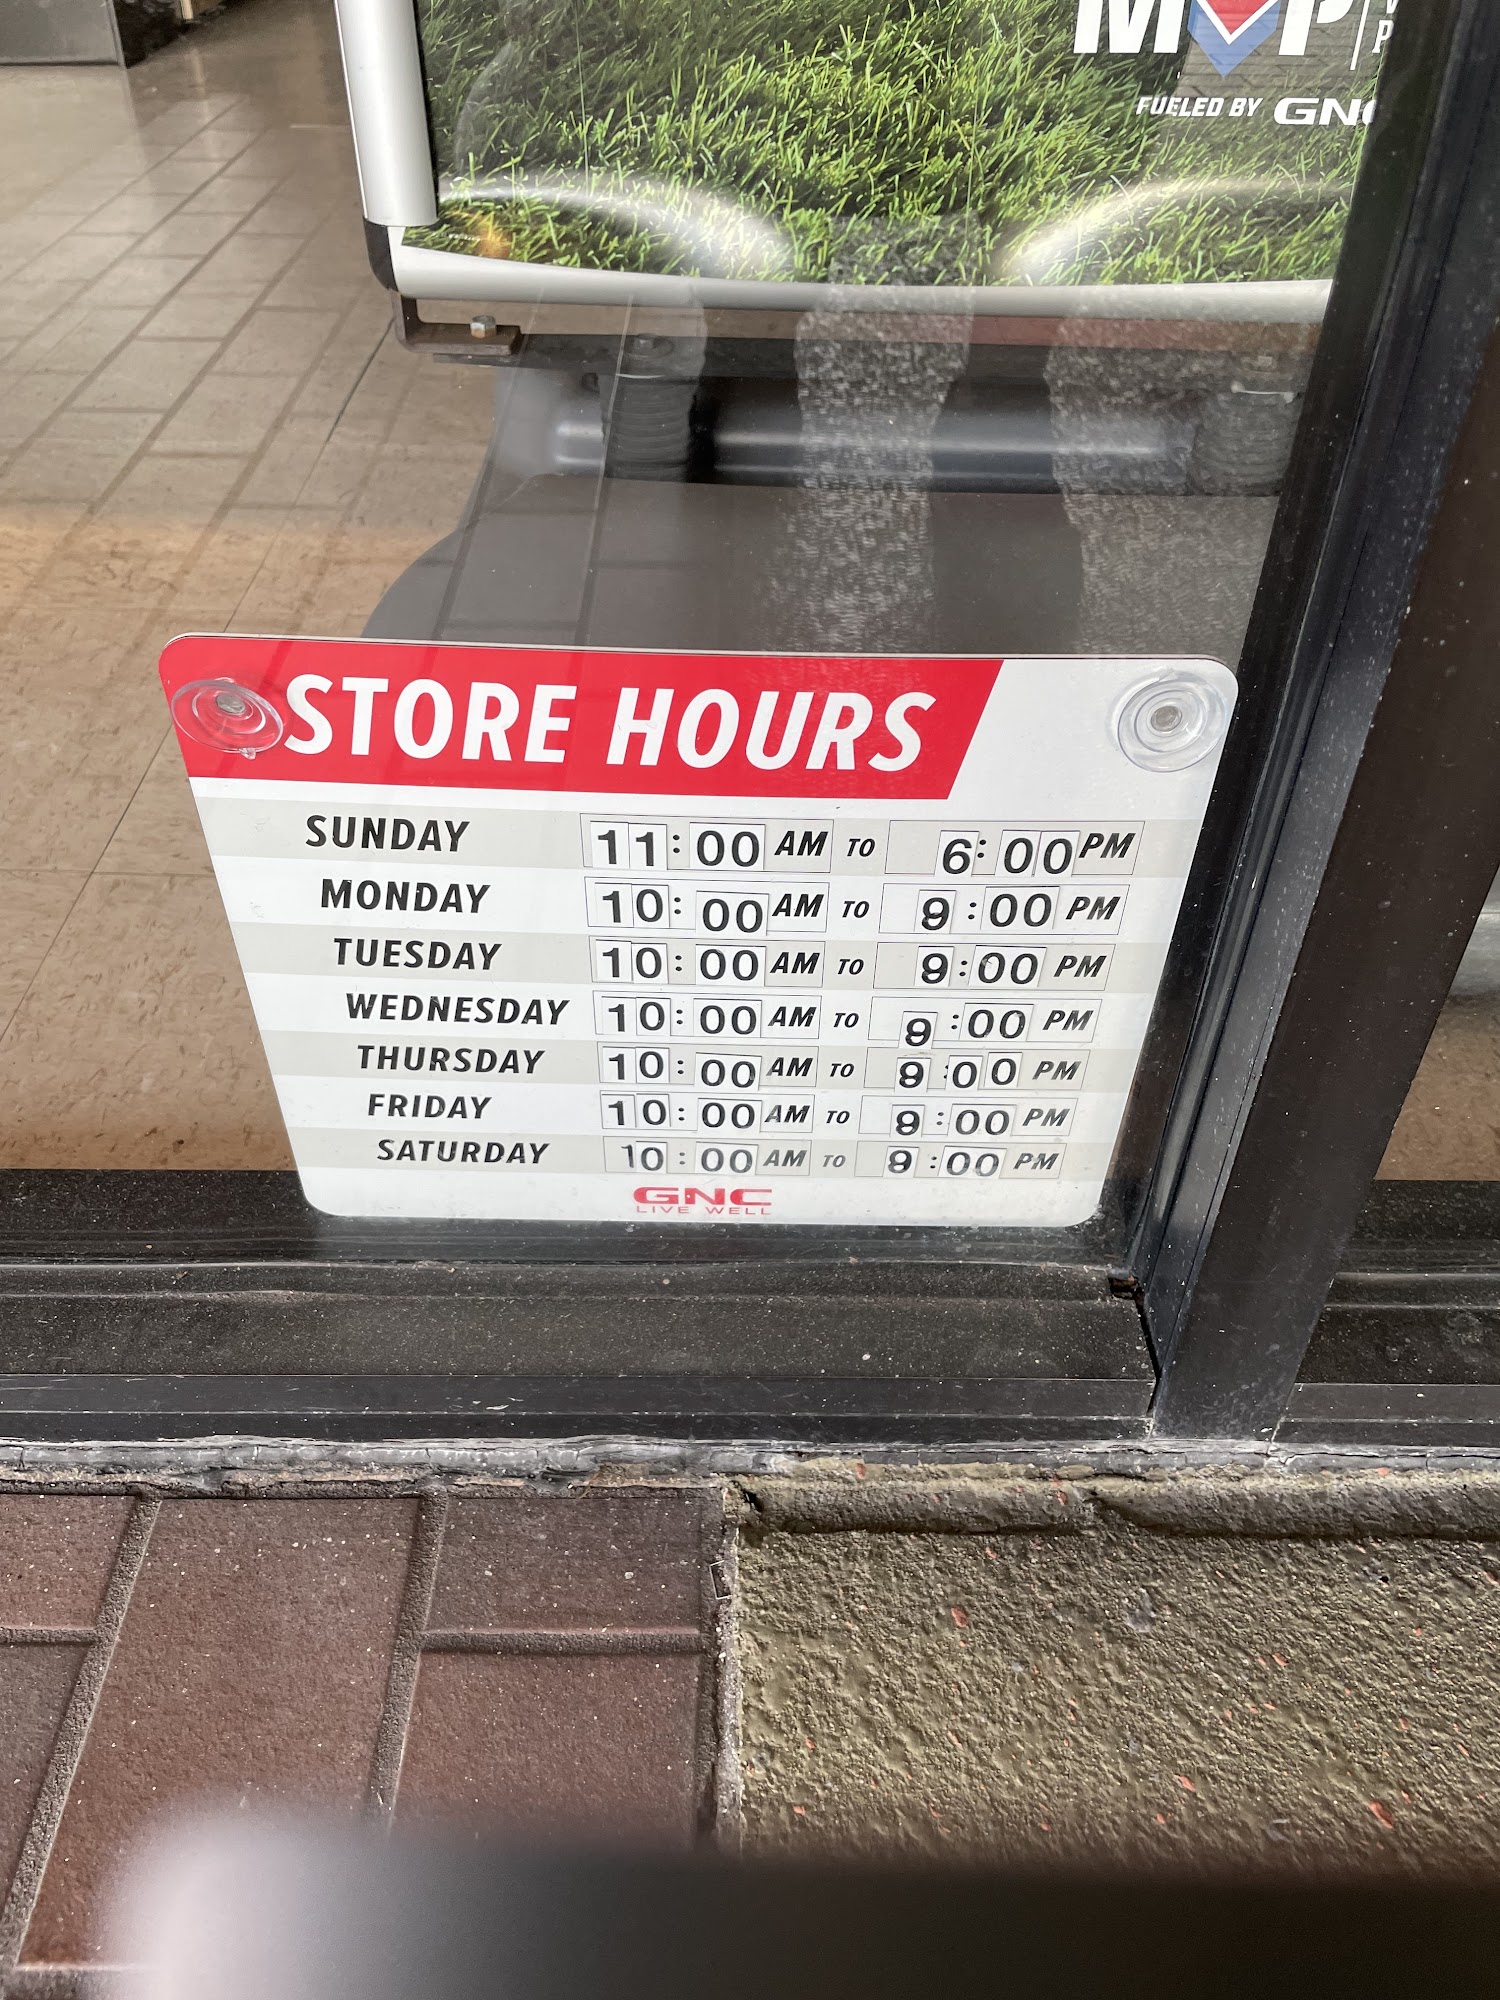 MVP
FUELED BY GNC
STORE HOURS
SUNDAY 11:00 AM TO 6:00 PM
MONDAY 10:00 AM TO 9:00 PM
TUESDAY 10:00 AM TO 9:00 PM
WEDNESDAY 10:00 AM TO 9:00 PM
THURSDAY 10:00 AM TO 9:00 PM
FRIDAY 10:00 AM TO 9:00 PM
SATURDAY 10:00 AM TO 9:00 PM
GNC
LIVE WELL